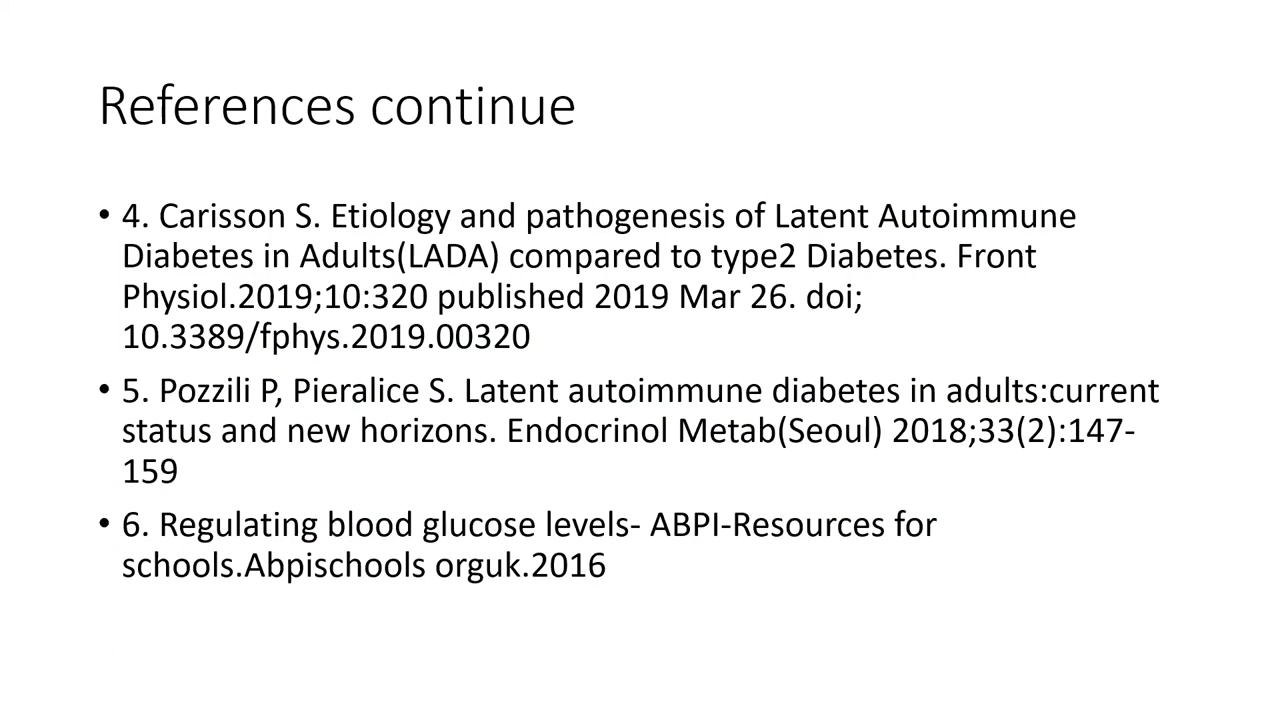 References continue
• 4. Carisson S. Etiology and pathogenesis of Latent Autoimmune
Diabetes in Adults(LADA) compared to type2 Diabetes. Front
Physiol.2019;10:320 published 2019 Mar 26. doi;
10.3389/fphys.2019.00320
• 5. Pozzili P, Pieralice S. Latent autoimmune diabetes in adults:current
status and new horizons. Endocrinol Metab(Seoul) 2018;33(2):147-
159
• 6. Regulating blood glucose levels- ABPI-Resources for
schools.Abpischools orguk.2016